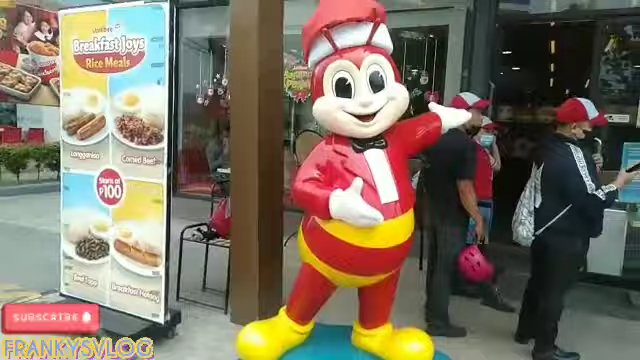 Jollibee
Breakfast Joys
Rice Meals
Longganisa
Corned Beef
Starts at
₱100
Beef Tapa
Breakfast Hotdog
SUBSCRIBE
FRANKYSVLOG